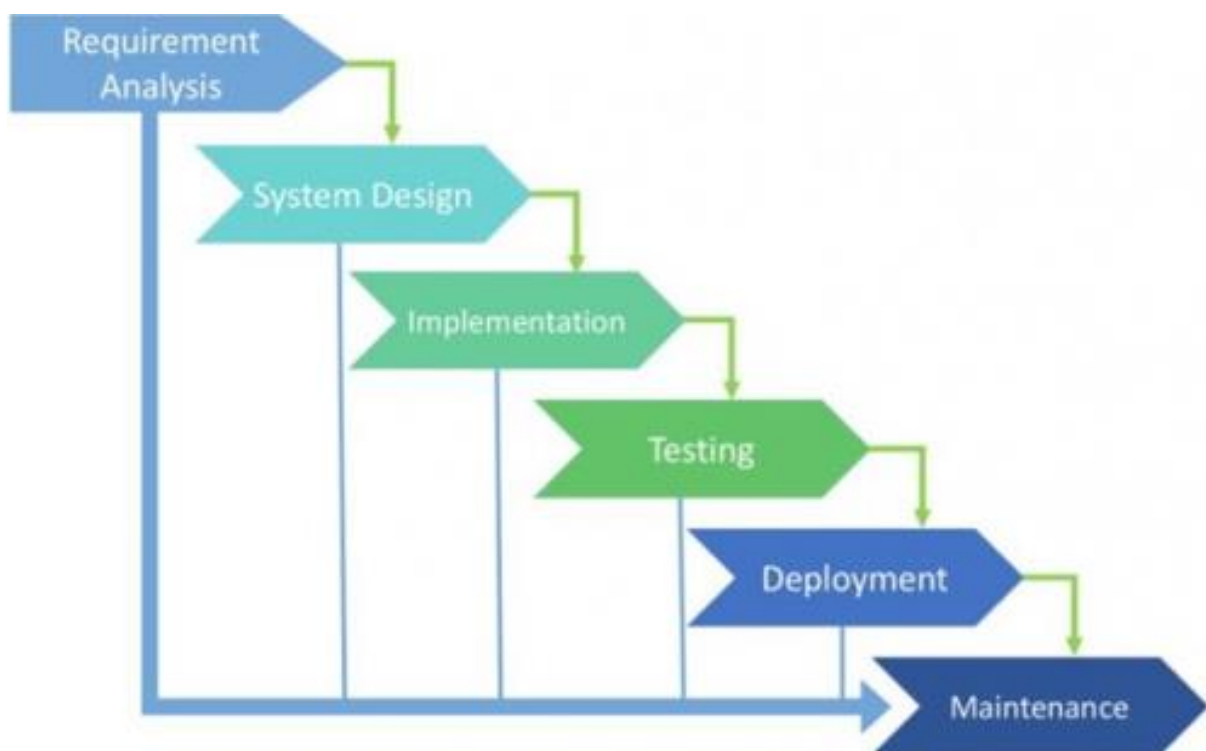 Requirement
Analysis
System Design
Implementation
Testing
Deployment
Maintenance